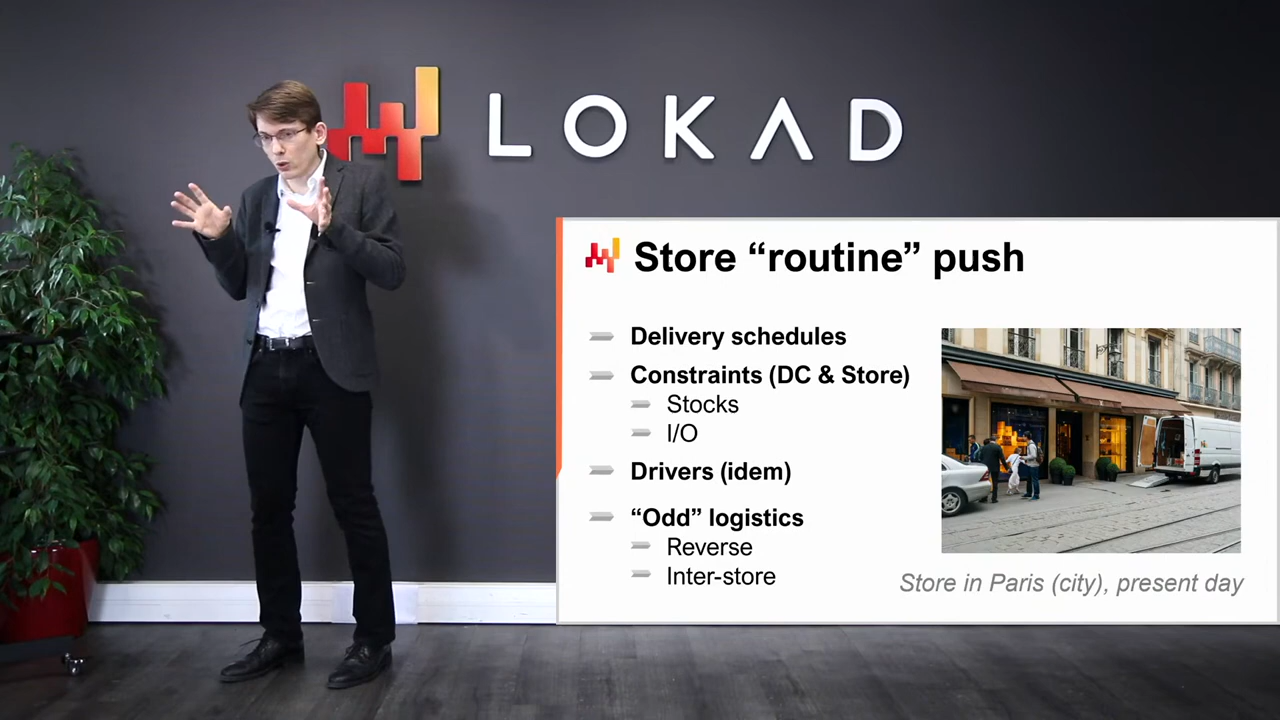 LOKAD
Store “routine” push
Delivery schedules
Constraints (DC & Store)
Stocks
I/O
Drivers (idem)
“Odd” logistics
Reverse
Inter-store
Store in Paris (city), present day